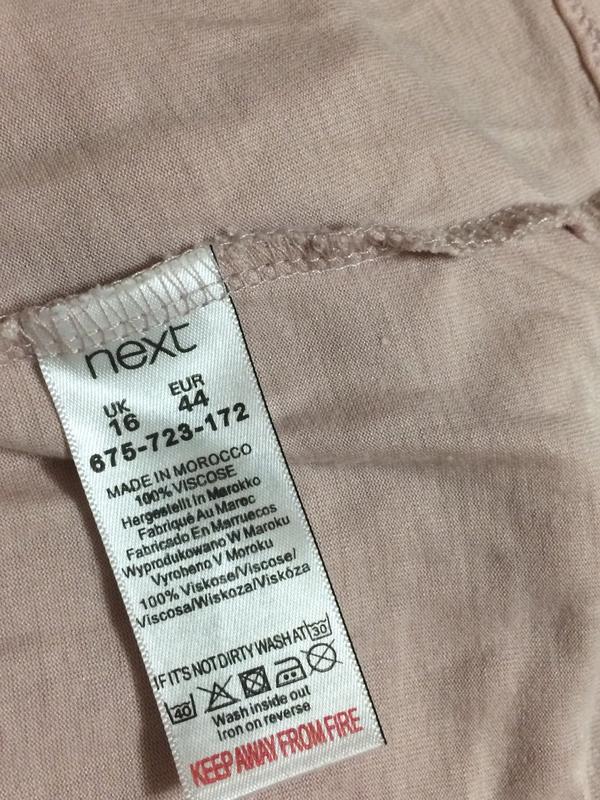 next
UK EUR
16 44
675-723-172
MADE IN MOROCCO
100% VISCOSE
Hergestellt In Marokko
Fabriqué Au Maroc
Fabricado En Marruecos
Wyprodukowano W Maroku
Vyrobeno V Moroku
100% Viskose/Viscose/
Viscosa/Wiskoza/Viskóza
IF IT'S NOT DIRTY WASH AT 30
40
Wash inside out
Iron on reverse
KEEP AWAY FROM FIRE